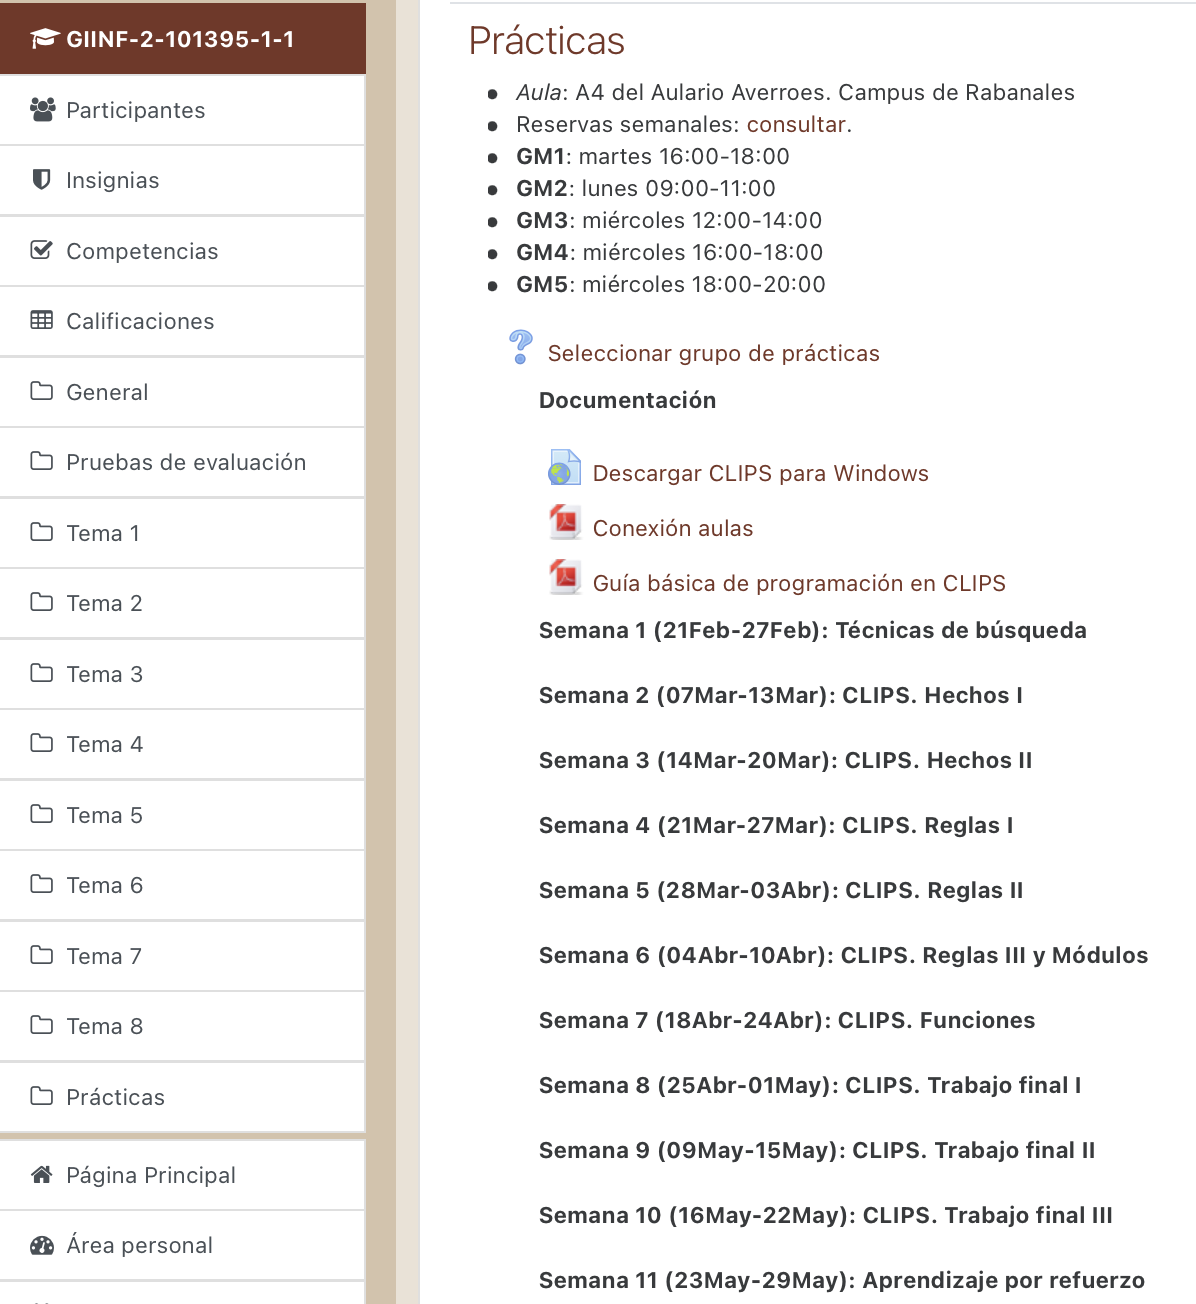 GIINF-2-101395-1-1
Participantes
Insignias
Competencias
Calificaciones
General
Pruebas de evaluación
Tema 1
Tema 2
Tema 3
Tema 4
Tema 5
Tema 6
Tema 7
Tema 8
Prácticas
Página Principal
Área personal
Prácticas
Aula: A4 del Aulario Averroes. Campus de Rabanales
Reservas semanales: consultar.
GM1: martes 16:00-18:00
GM2: lunes 09:00-11:00
GM3: miércoles 12:00-14:00
GM4: miércoles 16:00-18:00
GM5: miércoles 18:00-20:00
Seleccionar grupo de prácticas
Documentación
Descargar CLIPS para Windows
Conexión aulas
Guía básica de programación en CLIPS
Semana 1 (21Feb-27Feb): Técnicas de búsqueda
Semana 2 (07Mar-13Mar): CLIPS. Hechos I
Semana 3 (14Mar-20Mar): CLIPS. Hechos II
Semana 4 (21Mar-27Mar): CLIPS. Reglas I
Semana 5 (28Mar-03Abr): CLIPS. Reglas II
Semana 6 (04Abr-10Abr): CLIPS. Reglas III y Módulos
Semana 7 (18Abr-24Abr): CLIPS. Funciones
Semana 8 (25Abr-01May): CLIPS. Trabajo final I
Semana 9 (09May-15May): CLIPS. Trabajo final II
Semana 10 (16May-22May): CLIPS. Trabajo final III
Semana 11 (23May-29May): Aprendizaje por refuerzo